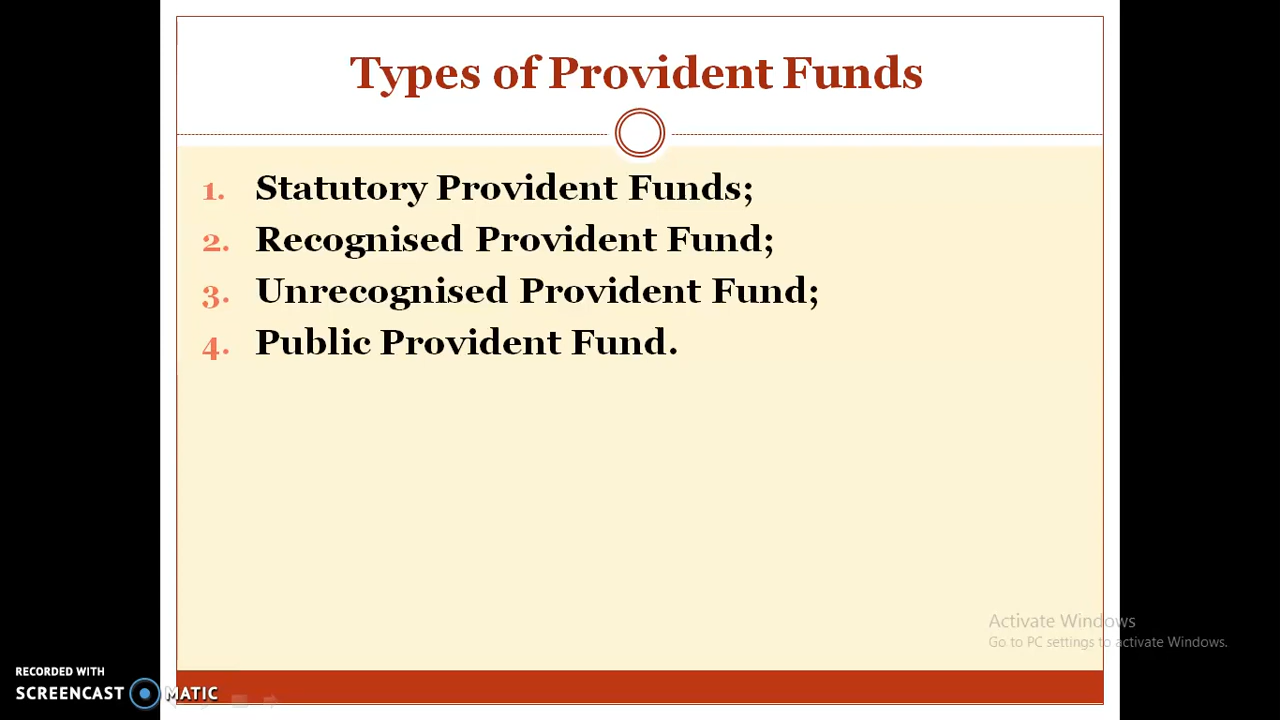 Types of Provident Funds
1. Statutory Provident Funds;
2. Recognised Provident Fund;
3. Unrecognised Provident Fund;
4. Public Provident Fund.
Activate Windows
Go to PC settings to activate Windows.
RECORDED WITH
SCREENCAST MATIC